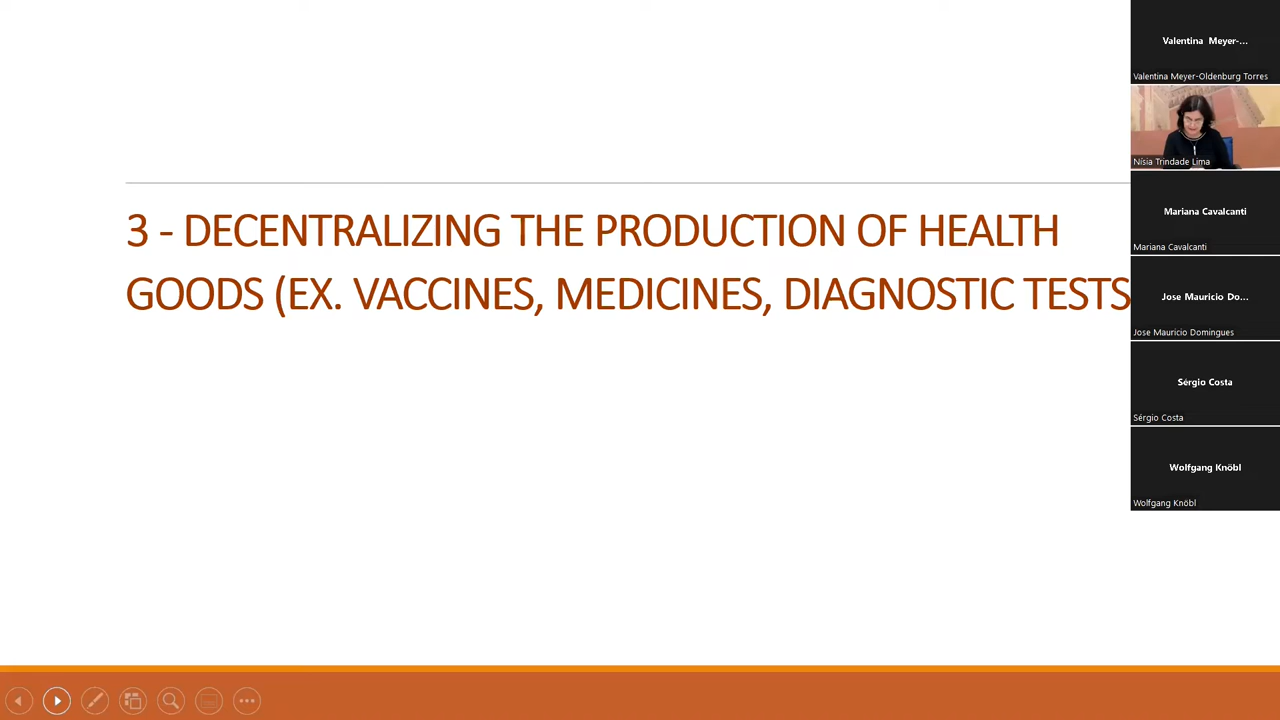 3 - DECENTRALIZING THE PRODUCTION OF HEALTH
GOODS (EX. VACCINES, MEDICINES, DIAGNOSTIC TESTS
Valentina Meyer-...
Valentina Meyer-Oldenburg Torres
Nísia Trindade Lima
Mariana Cavalcanti
Mariana Cavalcanti
Jose Mauricio Do...
Jose Mauricio Domingues
Sérgio Costa
Sérgio Costa
Wolfgang Knöbl
Wolfgang Knöbl